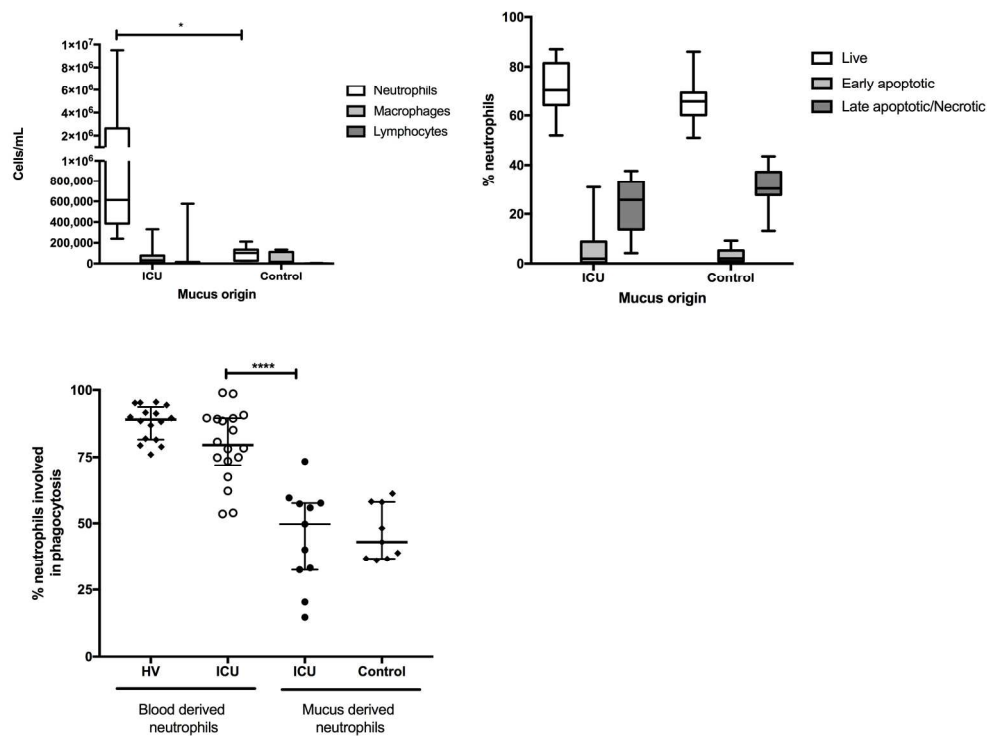 *
1×10⁷
8×10⁶
6×10⁶
4×10⁶
2×10⁶
1×10⁶
800,000
600,000
400,000
200,000
0
Cells/mL
ICU
Control
Mucus origin
Neutrophils
Macrophages
Lymphocytes
100
80
60
40
20
0
% neutrophils
ICU
Control
Mucus origin
Live
Early apoptotic
Late apoptotic/Necrotic
****
100
75
50
25
0
% neutrophils involved
in phagocytosis
HV
ICU
ICU
Control
Blood derived
neutrophils
Mucus derived
neutrophils